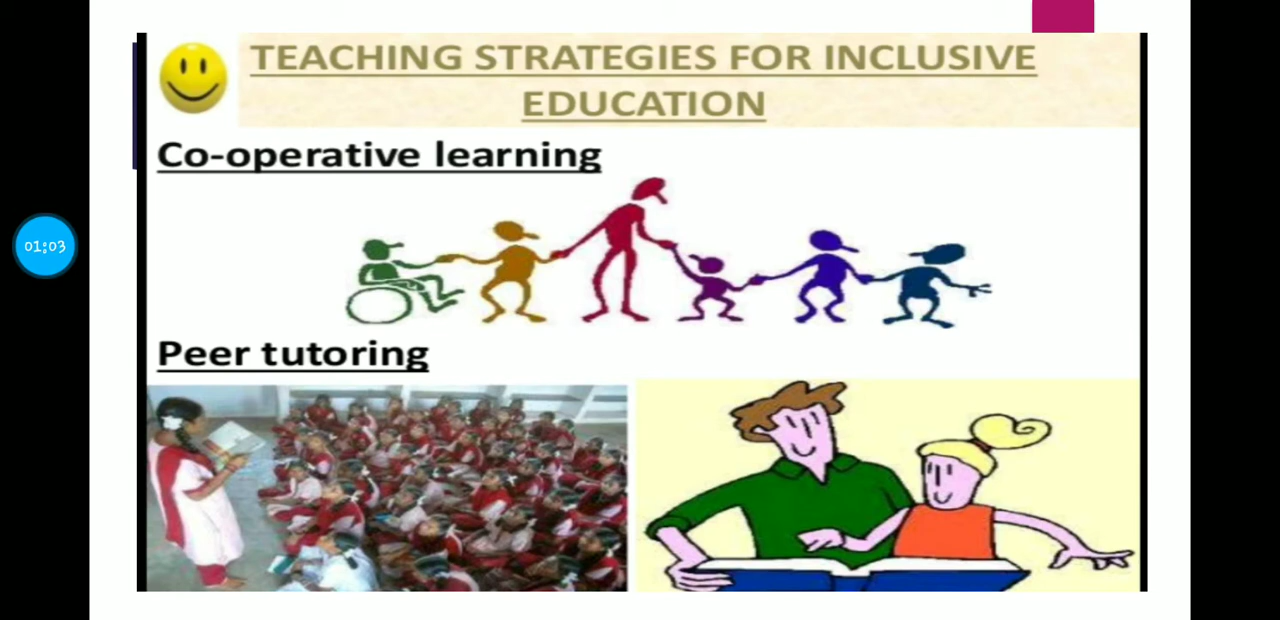 TEACHING STRATEGIES FOR INCLUSIVE
EDUCATION
Co-operative learning
01:03
Peer tutoring